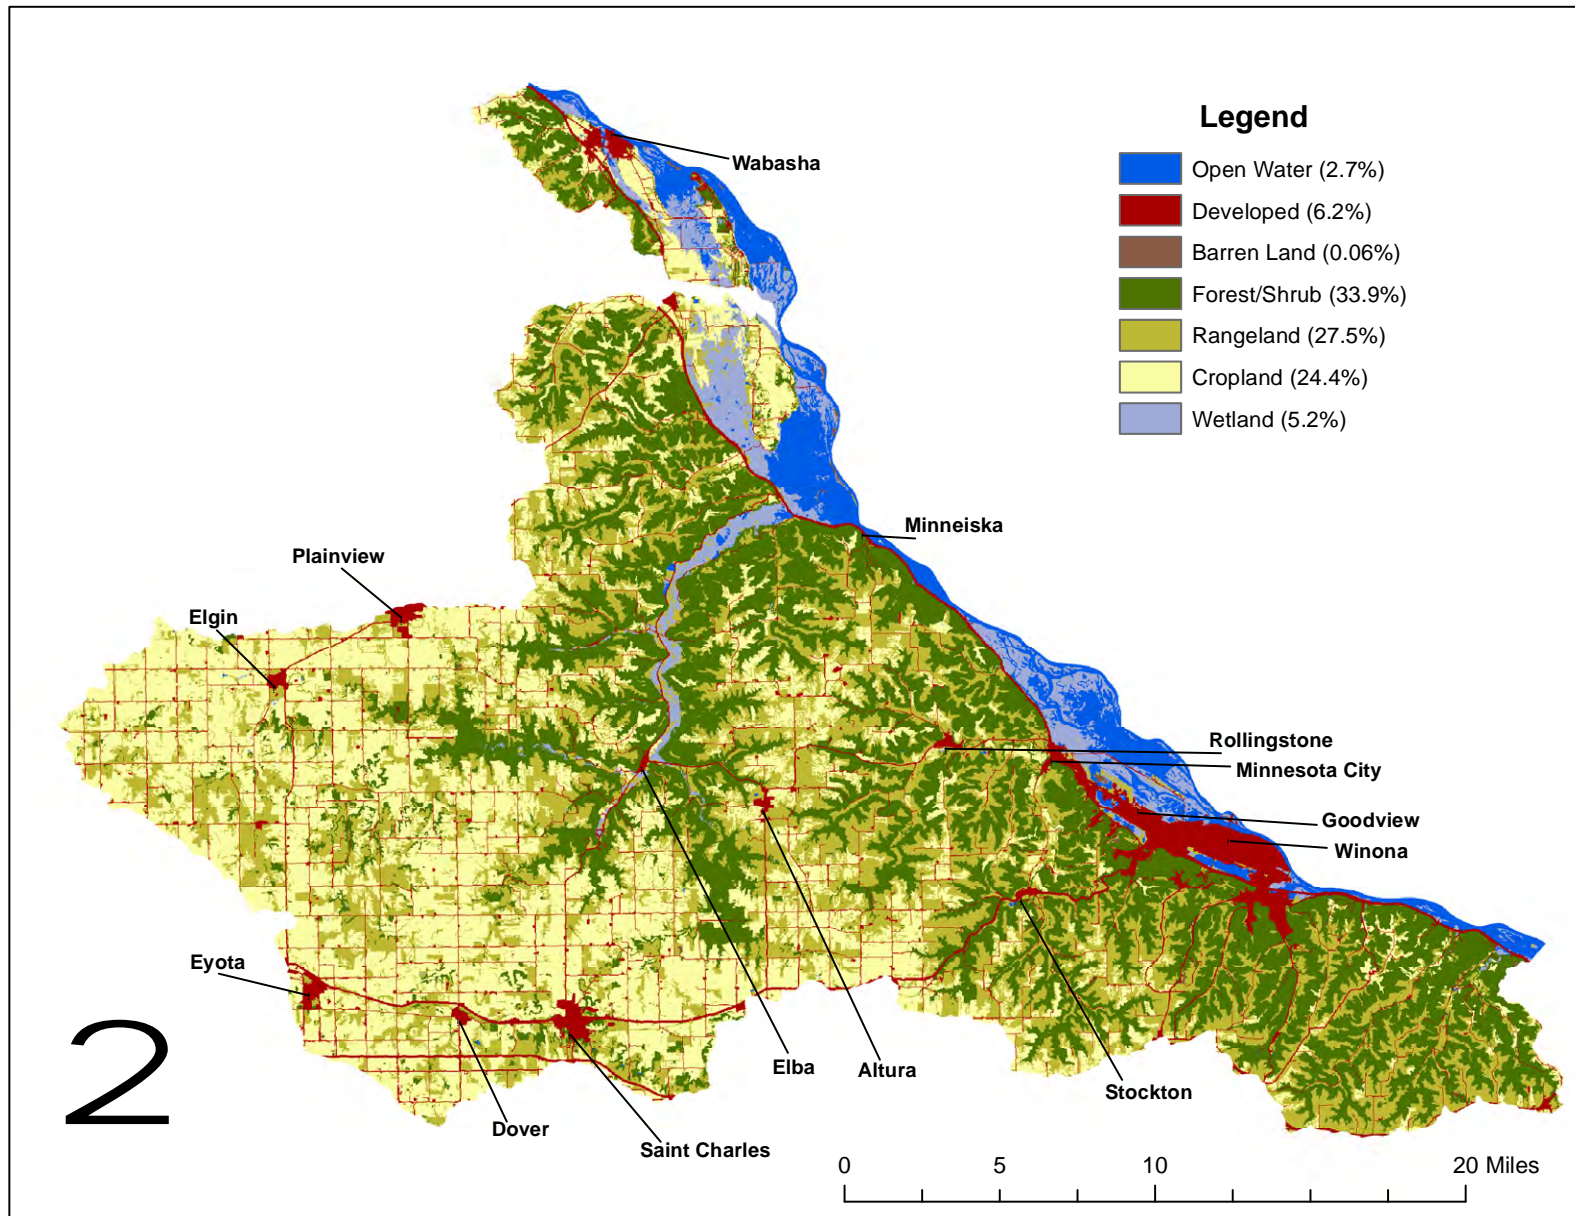 Legend
Open Water (2.7%)
Developed (6.2%)
Barren Land (0.06%)
Forest/Shrub (33.9%)
Rangeland (27.5%)
Cropland (24.4%)
Wetland (5.2%)
Wabasha
Minneiska
Plainview
Elgin
Rollingstone
Minnesota City
Goodview
Winona
Eyota
Elba
Altura
Stockton
Dover
Saint Charles
2
0 5 10 20 Miles